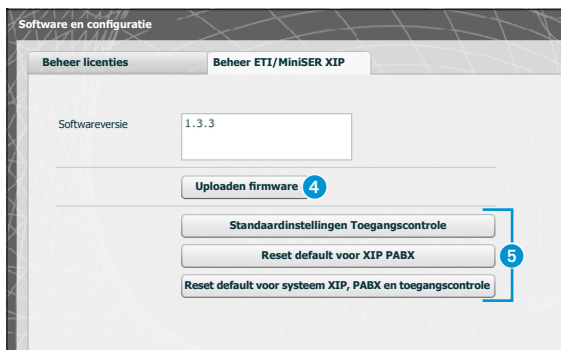 Software en configuratie
Beheer licenties
Beheer ETI/MiniSER XIP
Softwareversie
1.3.3
Uploaden firmware
4
Standaardinstellingen Toegangscontrole
Reset default voor XIP PABX
5
Reset default voor systeem XIP, PABX en toegangscontrole